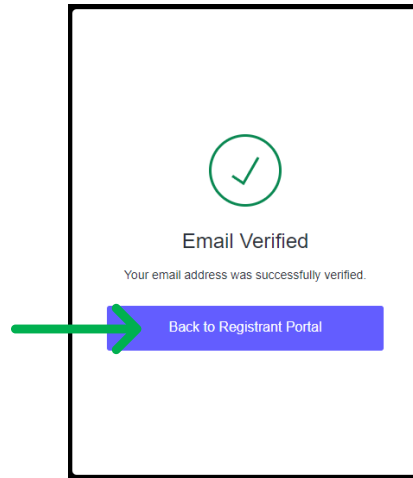 Email Verified
Your email address was successfully verified.
Back to Registrant Portal